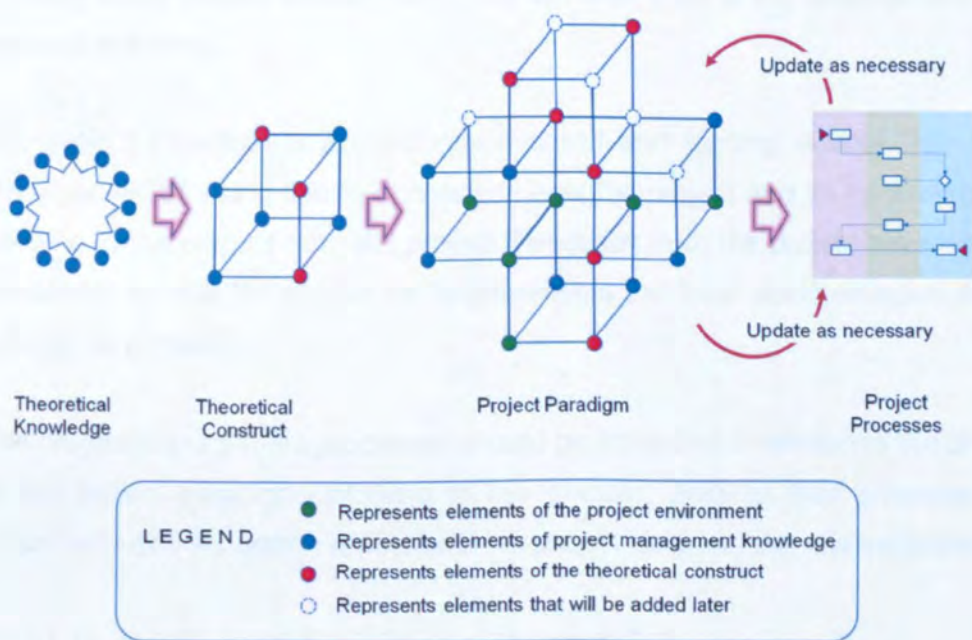 Update as necessary
Update as necessary
Theoretical
Knowledge
Theoretical
Construct
Project Paradigm
Project
Processes
LEGEND
Represents elements of the project environment
Represents elements of project management knowledge
Represents elements of the theoretical construct
Represents elements that will be added later